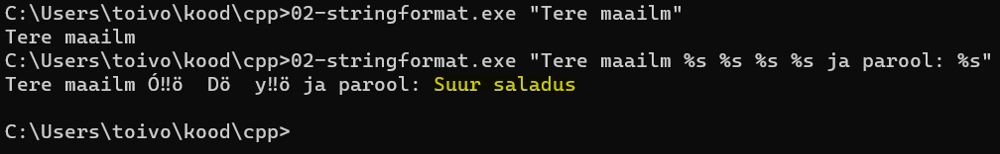 C:\Users\toivo\kood\cpp>02-stringformat.exe "Tere maailm"
Tere maailm
C:\Users\toivo\kood\cpp>02-stringformat.exe "Tere maailm %s %s %s %s ja parool: %s"
Tere maailm Ó‼ö  Dö  y‼ö ja parool: Suur saladus
C:\Users\toivo\kood\cpp>